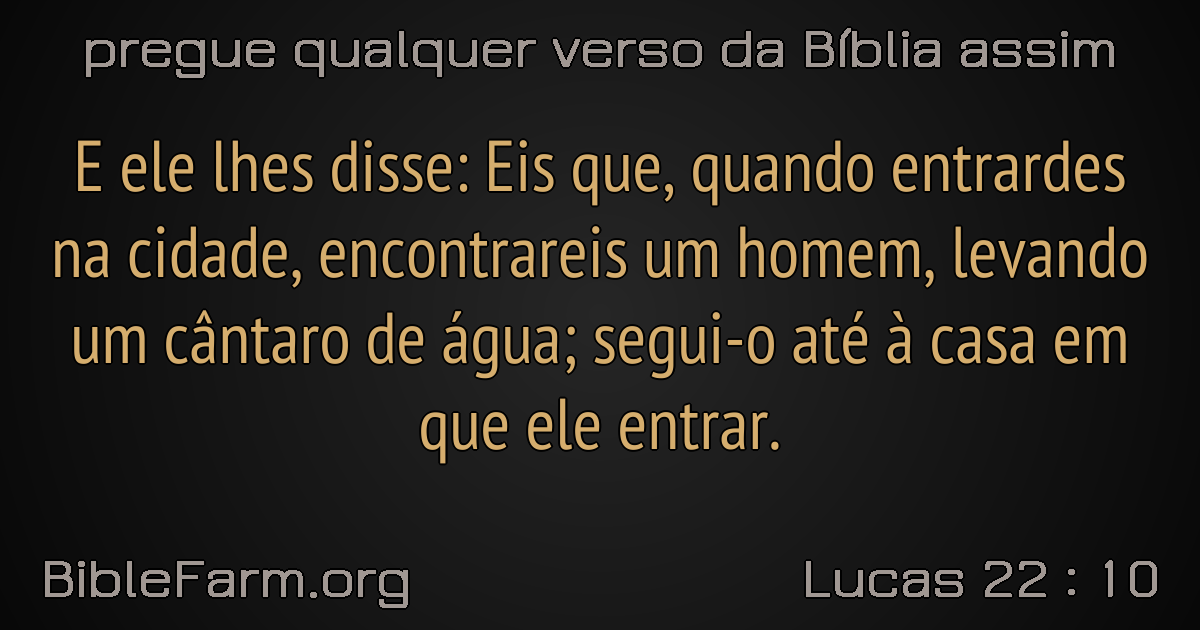 pregue qualquer verso da Bíblia assim
E ele lhes disse: Eis que, quando entrardes
na cidade, encontrareis um homem, levando
um cântaro de água; segui-o até à casa em
que ele entrar.
BibleFarm.org
Lucas 22 : 10